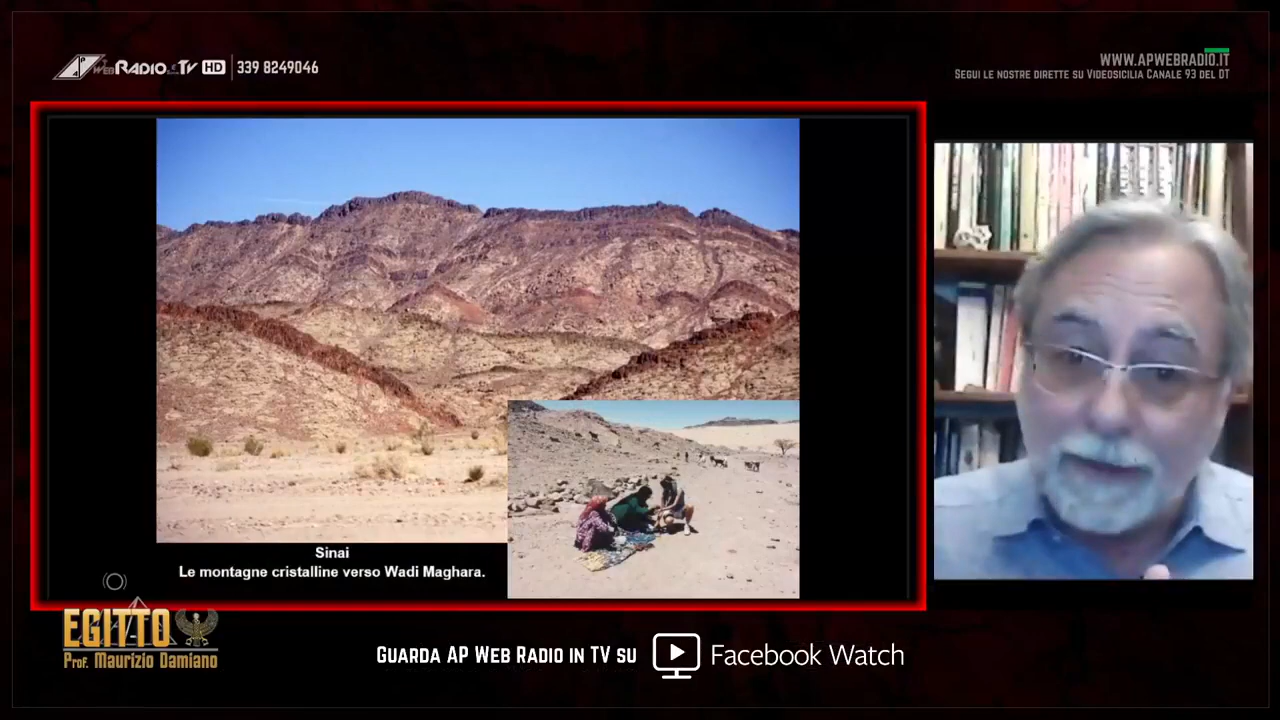 WEB RADIO e TV HD 339 8249046
WWW.APWEBRADIO.IT
SEGUI LE NOSTRE DIRETTE SU VIDEOSICILIA CANALE 93 DEL DT
Sinai
Le montagne cristalline verso Wadi Maghara.
EGITTO
Prof. Maurizio Damiano
GUARDA AP WEB RADIO IN TV SU Facebook Watch